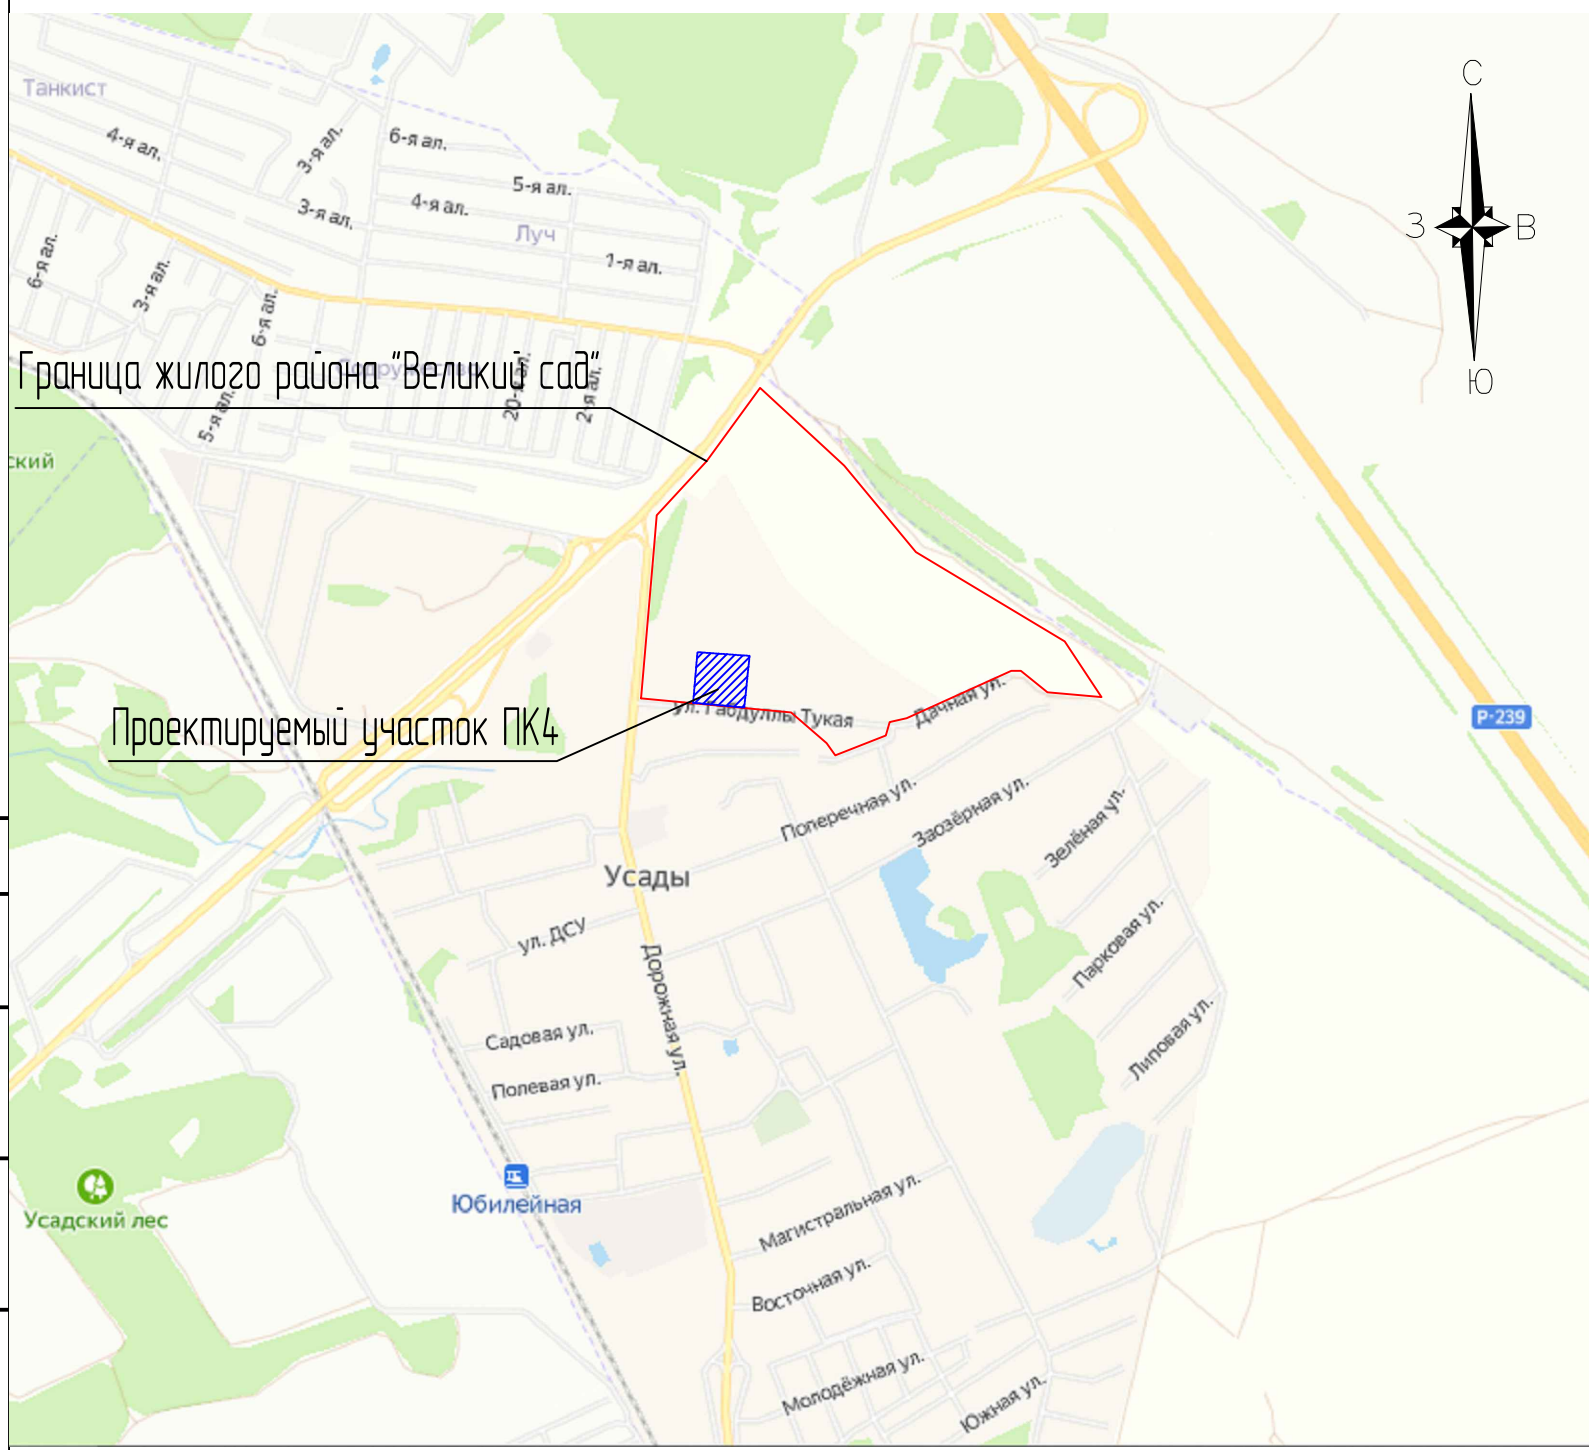 С
Танкист
4-я ал.
3-я ал.
6-я ал.
5-я ал.
4-я ал.
3-я ал.
Луч
З
В
1-я ал.
6-я ал.
3-я ал.
6-я ал.
Граница жилого района "Великий сад"
20-я ал.
2-я ал.
Ю
5-я ал.
ский
Проектируемый участок ПК4
ул. Габдуллы Тукая
Дачная ул.
Р-239
Поперечная ул.
Заозёрная ул.
Зелёная ул.
Усады
ул. ДСУ
Парковая ул.
Дорожная ул.
Садовая ул.
Липовая ул.
Полевая ул.
Юбилейная
Усадский лес
Магистральная ул.
Восточная ул.
Молодёжная ул.
Южная ул.